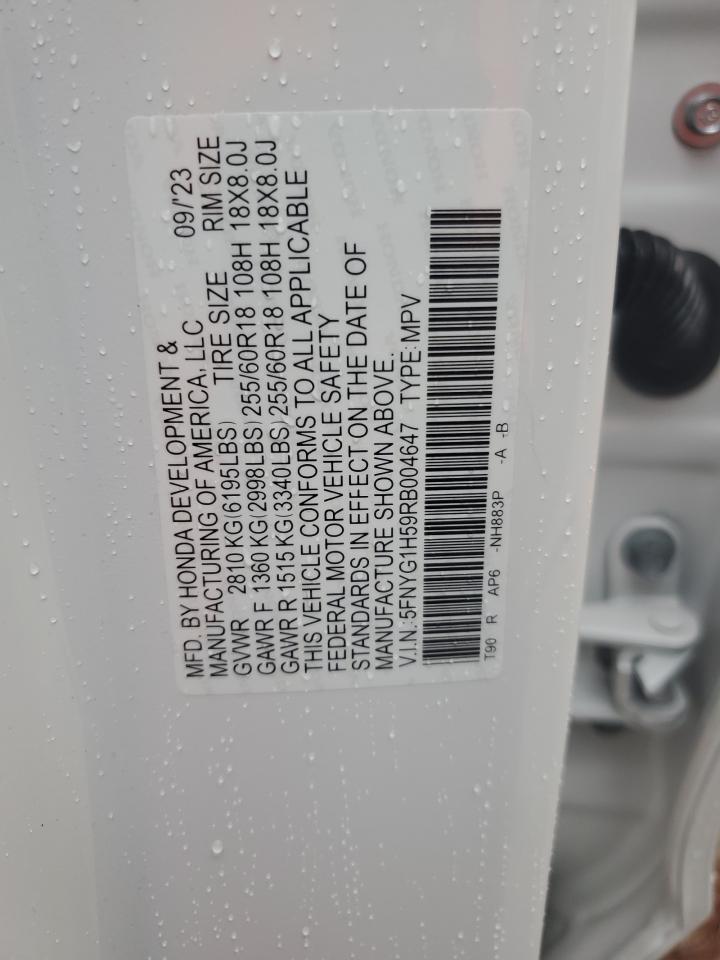 MFD. BY HONDA DEVELOPMENT & 09/'23
MANUFACTURING OF AMERICA, LLC
GVWR 2810 KG(6195LBS) TIRE SIZE RIM SIZE
GAWR F 1360 KG(2998LBS) 255/60R18 108H 18X8.0J
GAWR R 1515 KG(3340LBS) 255/60R18 108H 18X8.0J
THIS VEHICLE CONFORMS TO ALL APPLICABLE
FEDERAL MOTOR VEHICLE SAFETY
STANDARDS IN EFFECT ON THE DATE OF
MANUFACTURE SHOWN ABOVE.
V.I.N.: 5FNYG1H59RB004647 TYPE: MPV
T90 R AP6 -NH883P -A -B